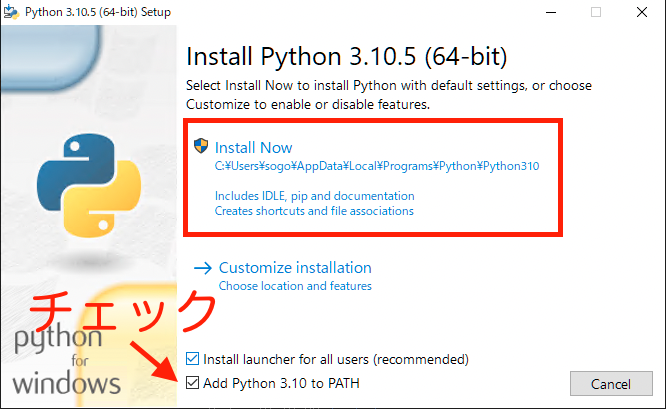 Python 3.10.5 (64-bit) Setup
Install Python 3.10.5 (64-bit)
Select Install Now to install Python with default settings, or choose
Customize to enable or disable features.
Install Now
C:¥Users¥sogo¥AppData¥Local¥Programs¥Python¥Python310
Includes IDLE, pip and documentation
Creates shortcuts and file associations
Customize installation
Choose location and features
チェック
python
for
windows
Install launcher for all users (recommended)
Add Python 3.10 to PATH
Cancel